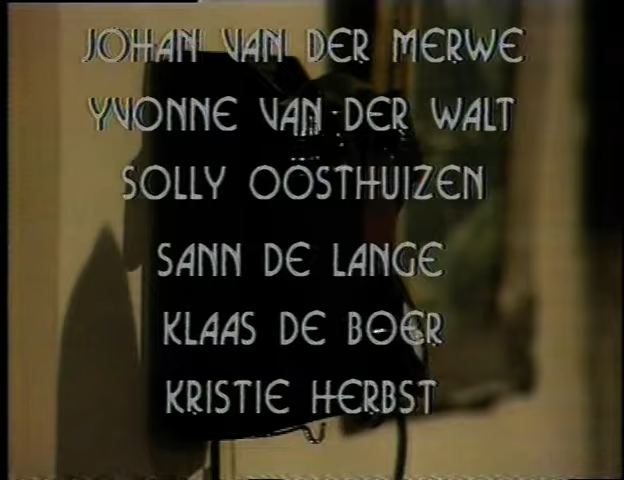 JOHAN VAN DER MERWE
YVONNE VAN DER WALT
SOLLY OOSTHUIZEN
SANN DE LANGE
KLAAS DE BOER
KRISTIE HERBST